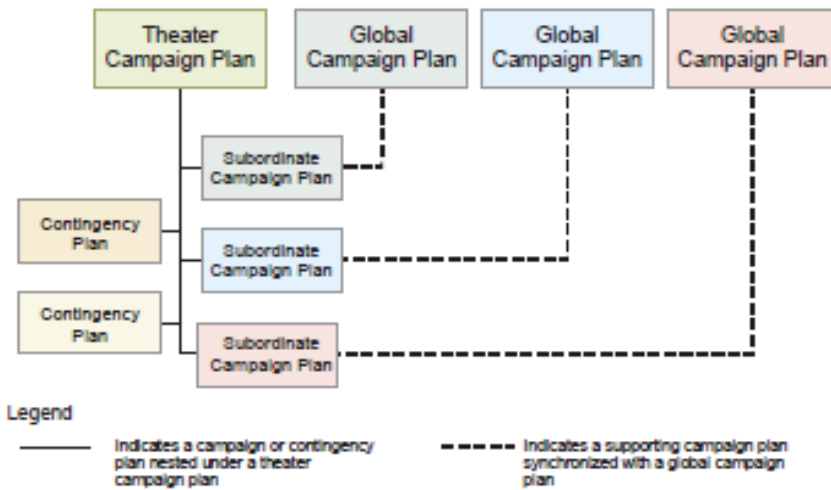 Theater
Campaign Plan
Global
Campaign Plan
Global
Campaign Plan
Global
Campaign Plan
Subordinate
Campaign Plan
Contingency
Plan
Subordinate
Campaign Plan
Contingency
Plan
Subordinate
Campaign Plan
Legend
Indicates a campaign or contingency
plan nested under a theater
campaign plan
Indicates a supporting campaign plan
synchronized with a global campaign
plan